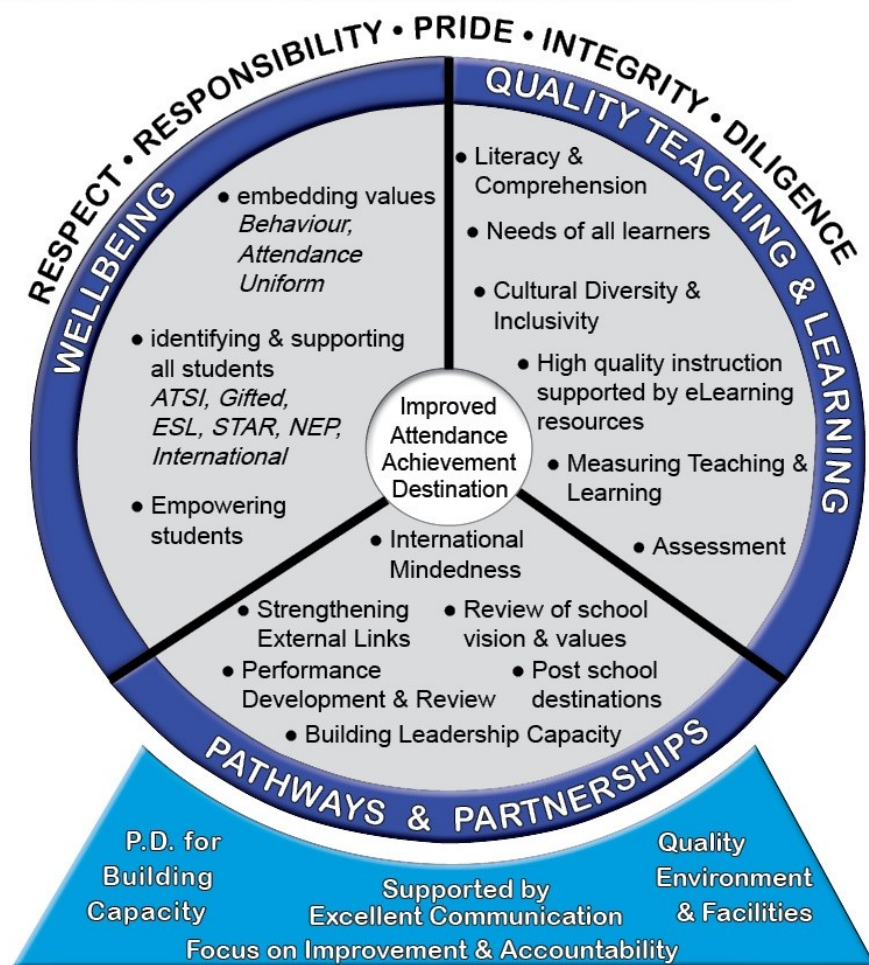 RESPECT • RESPONSIBILITY • PRIDE • INTEGRITY • DILIGENCE
WELLBEING
• embedding values
Behaviour,
Attendance
Uniform
• identifying & supporting
all students
ATSI, Gifted,
ESL, STAR, NEP,
International
• Empowering
students
QUALITY TEACHING & LEARNING
• Literacy &
Comprehension
• Needs of all learners
• Cultural Diversity &
Inclusivity
• High quality instruction
supported by eLearning
resources
• Measuring Teaching &
Learning
• Assessment
Improved
Attendance
Achievement
Destination
• International
Mindedness
• Strengthening
External Links
• Review of school
vision & values
• Performance
Development & Review
• Post school
destinations
• Building Leadership Capacity
PATHWAYS & PARTNERSHIPS
P.D. for
Building
Capacity
Supported by
Excellent Communication
Quality
Environment
& Facilities
Focus on Improvement & Accountability